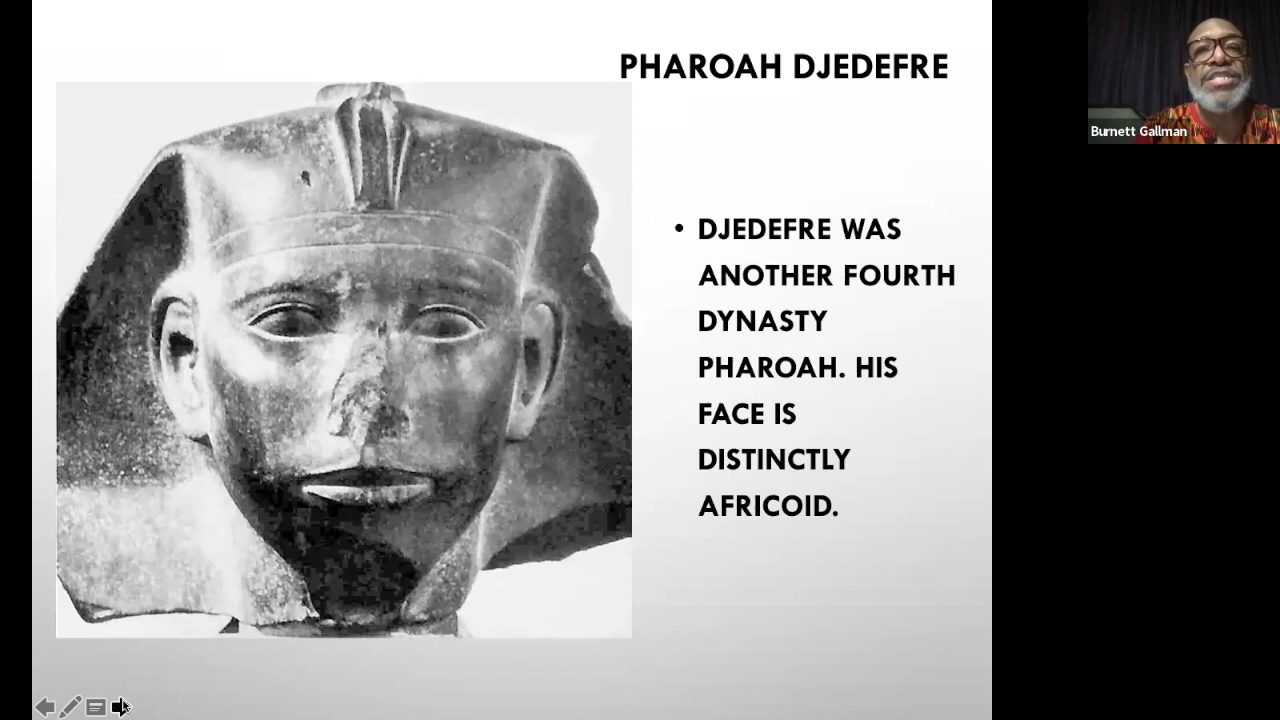 PHAROAH DJEDEFRE
Burnett Gallman
• DJEDEFRE WAS
ANOTHER FOURTH
DYNASTY
PHAROAH. HIS
FACE IS
DISTINCTLY
AFRICOID.